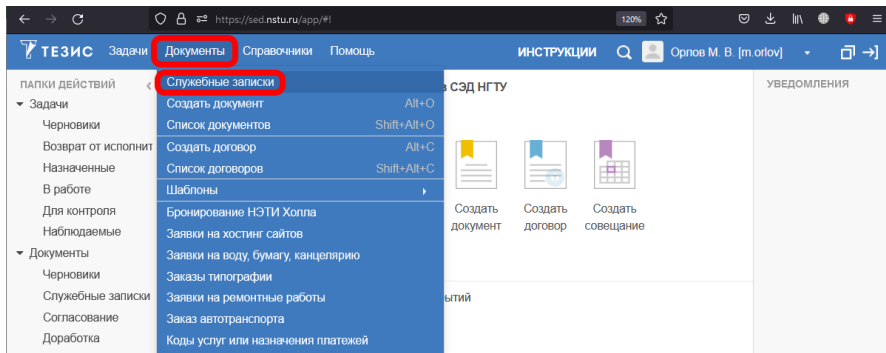 https://sed.nstu.ru/app/#!
120%
ТЕЗИС Задачи Документы Справочники Помощь ИНСТРУКЦИИ Орлов М. В. [m.orlov]
ПАПКИ ДЕЙСТВИЙ
Задачи
Черновики
Возврат от исполнит
Назначенные
В работе
Для контроля
Наблюдаемые
Документы
Черновики
Служебные записки
Согласование
Доработка
Служебные записки
Создать документ Alt+O
Список документов Shift+Alt+O
Создать договор Alt+C
Список договоров Shift+Alt+C
Шаблоны
Бронирование НЭТИ Холла
Заявки на хостинг сайтов
Заявки на воду, бумагу, канцелярию
Заказы типографии
Заявки на ремонтные работы
Заказ автотранспорта
Коды услуг или назначения платежей
в СЭД НГТУ
Создать документ
Создать договор
Создать совещание
ытий
УВЕДОМЛЕНИЯ